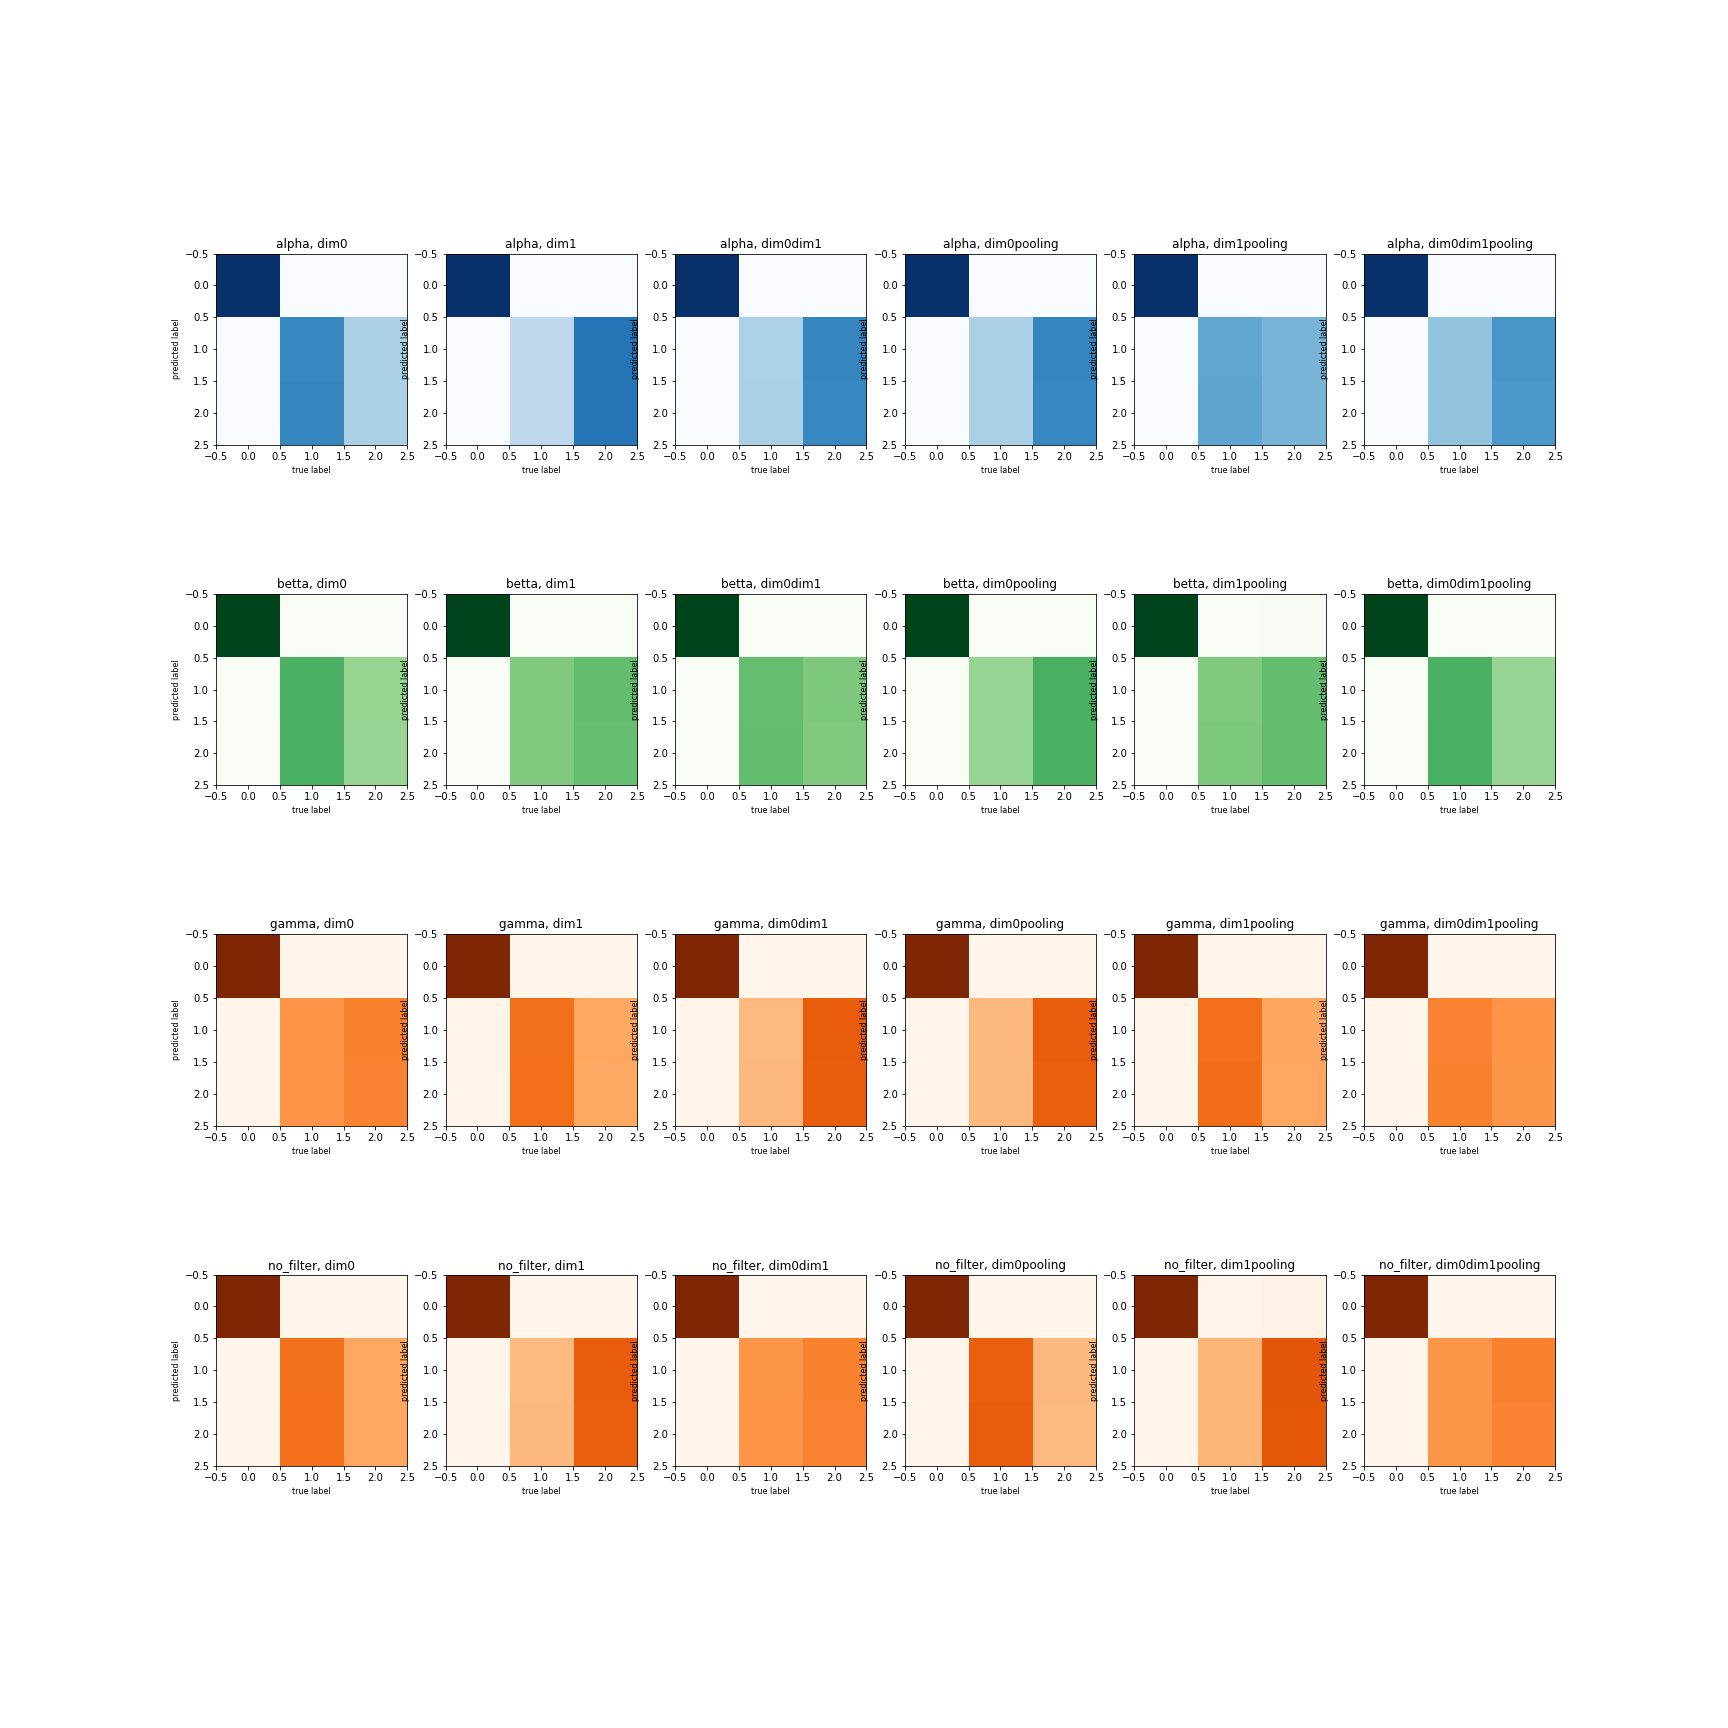 alpha, dim0 alpha, dim1 alpha, dim0dim1 alpha, dim0pooling alpha, dim1pooling alpha, dim0dim1pooling
−0.5 −0.5 −0.5 −0.5 −0.5 −0.5
0.0 0.0 0.0 0.0 0.0 0.0
0.5 0.5 0.5 0.5 0.5 0.5
predicted label predicted label predicted label predicted label predicted label predicted label
1.0 1.0 1.0 1.0 1.0 1.0
1.5 1.5 1.5 1.5 1.5 1.5
2.0 2.0 2.0 2.0 2.0 2.0
2.5 2.5 2.5 2.5 2.5 2.5
−0.5 0.0 0.5 1.0 1.5 2.0 2.5 −0.5 0.0 0.5 1.0 1.5 2.0 2.5 −0.5 0.0 0.5 1.0 1.5 2.0 2.5 −0.5 0.0 0.5 1.0 1.5 2.0 2.5 −0.5 0.0 0.5 1.0 1.5 2.0 2.5 −0.5 0.0 0.5 1.0 1.5 2.0 2.5
true label true label true label true label true label true label
betta, dim0 betta, dim1 betta, dim0dim1 betta, dim0pooling betta, dim1pooling betta, dim0dim1pooling
−0.5 −0.5 −0.5 −0.5 −0.5 −0.5
0.0 0.0 0.0 0.0 0.0 0.0
0.5 0.5 0.5 0.5 0.5 0.5
predicted label predicted label predicted label predicted label predicted label predicted label
1.0 1.0 1.0 1.0 1.0 1.0
1.5 1.5 1.5 1.5 1.5 1.5
2.0 2.0 2.0 2.0 2.0 2.0
2.5 2.5 2.5 2.5 2.5 2.5
−0.5 0.0 0.5 1.0 1.5 2.0 2.5 −0.5 0.0 0.5 1.0 1.5 2.0 2.5 −0.5 0.0 0.5 1.0 1.5 2.0 2.5 −0.5 0.0 0.5 1.0 1.5 2.0 2.5 −0.5 0.0 0.5 1.0 1.5 2.0 2.5 −0.5 0.0 0.5 1.0 1.5 2.0 2.5
true label true label true label true label true label true label
gamma, dim0 gamma, dim1 gamma, dim0dim1 gamma, dim0pooling gamma, dim1pooling gamma, dim0dim1pooling
−0.5 −0.5 −0.5 −0.5 −0.5 −0.5
0.0 0.0 0.0 0.0 0.0 0.0
0.5 0.5 0.5 0.5 0.5 0.5
predicted label predicted label predicted label predicted label predicted label predicted label
1.0 1.0 1.0 1.0 1.0 1.0
1.5 1.5 1.5 1.5 1.5 1.5
2.0 2.0 2.0 2.0 2.0 2.0
2.5 2.5 2.5 2.5 2.5 2.5
−0.5 0.0 0.5 1.0 1.5 2.0 2.5 −0.5 0.0 0.5 1.0 1.5 2.0 2.5 −0.5 0.0 0.5 1.0 1.5 2.0 2.5 −0.5 0.0 0.5 1.0 1.5 2.0 2.5 −0.5 0.0 0.5 1.0 1.5 2.0 2.5 −0.5 0.0 0.5 1.0 1.5 2.0 2.5
true label true label true label true label true label true label
no_filter, dim0 no_filter, dim1 no_filter, dim0dim1 no_filter, dim0pooling no_filter, dim1pooling no_filter, dim0dim1pooling
−0.5 −0.5 −0.5 −0.5 −0.5 −0.5
0.0 0.0 0.0 0.0 0.0 0.0
0.5 0.5 0.5 0.5 0.5 0.5
predicted label predicted label predicted label predicted label predicted label predicted label
1.0 1.0 1.0 1.0 1.0 1.0
1.5 1.5 1.5 1.5 1.5 1.5
2.0 2.0 2.0 2.0 2.0 2.0
2.5 2.5 2.5 2.5 2.5 2.5
−0.5 0.0 0.5 1.0 1.5 2.0 2.5 −0.5 0.0 0.5 1.0 1.5 2.0 2.5 −0.5 0.0 0.5 1.0 1.5 2.0 2.5 −0.5 0.0 0.5 1.0 1.5 2.0 2.5 −0.5 0.0 0.5 1.0 1.5 2.0 2.5 −0.5 0.0 0.5 1.0 1.5 2.0 2.5
true label true label true label true label true label true label